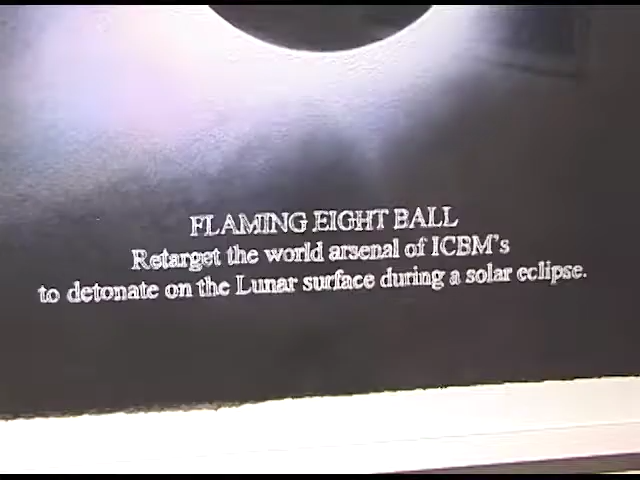 FLAMING EIGHT BALL
Retarget the world arsenal of ICBM's
to detonate on the Lunar surface during a solar eclipse.